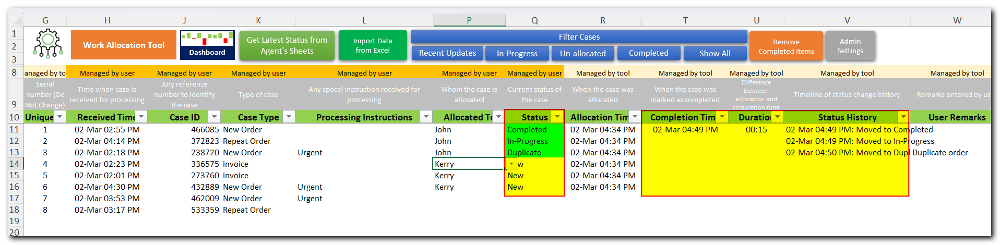 G H J K L P Q R T U V W
1
2
3
Work Allocation Tool
Dashboard
Get Latest Status from
Agent's Sheets
Import Data
from Excel
Filter Cases
Recent Updates In-Progress Un-allocated Completed Show All
Remove
Completed Items
Admin
Settings
8 anaged by to Managed by user Managed by user Managed by user Managed by user Managed by user Managed by user Managed by tool Managed by tool Managed by tool Managed by tool Managed by tool
9
Serial
number (Do
Not Change)
Time when case is
received for processing
Any reference
number to identify
the case
Type of case
Any specal instruction received for
processing
Whom the case is
allocated
Current status of
the case
When the case was
allocated
When the case was
marked as completed
Difference
between
allocation and
completion time
Timeline of status change history
Remarks entered by us
10 Unique Received Time Case ID Case Type Processing Instructions Allocated To Status Allocation Tim Completion Tim Duration Status History User Remarks
11 1 02-Mar 02:55 PM 466085 New Order John Completed 02-Mar 04:34 PM 02-Mar 04:49 PM 00:15 02-Mar 04:49 PM: Moved to Completed
12 2 02-Mar 04:14 PM 372823 Repeat Order John In-Progress 02-Mar 04:34 PM 02-Mar 04:49 PM: Moved to In-Progress
13 3 02-Mar 02:18 PM 238720 New Order Urgent John Duplicate 02-Mar 04:34 PM 02-Mar 04:50 PM: Moved to Dupl Duplicate order
14 4 02-Mar 02:23 PM 336575 Invoice Kerry w 02-Mar 04:34 PM
15 5 02-Mar 02:01 PM 273760 Invoice Kerry New 02-Mar 04:34 PM
16 6 02-Mar 04:30 PM 432889 New Order Urgent Kerry New 02-Mar 04:34 PM
17 7 02-Mar 03:53 PM 462009 New Order Urgent
18 8 02-Mar 03:17 PM 533359 Repeat Order
19
20